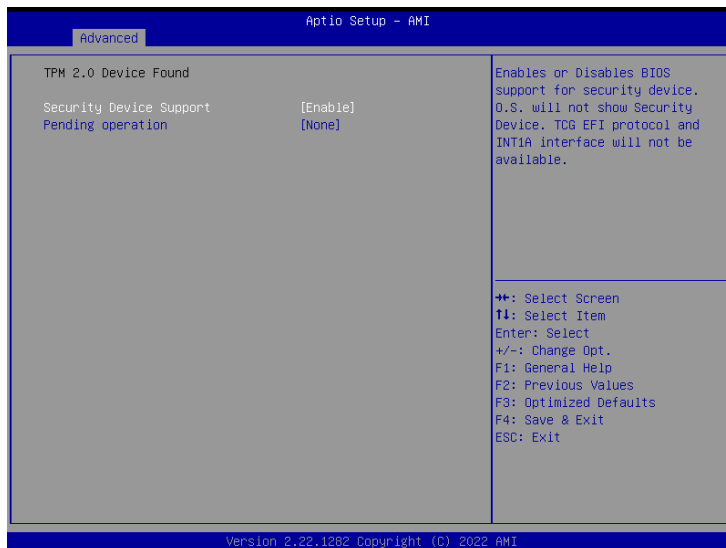 Aptio Setup - AMI
Advanced
TPM 2.0 Device Found
Security Device Support [Enable]
Pending operation [None]
Enables or Disables BIOS
support for security device.
O.S. will not show Security
Device. TCG EFI protocol and
INT1A interface will not be
available.
→←: Select Screen
↑↓: Select Item
Enter: Select
+/-: Change Opt.
F1: General Help
F2: Previous Values
F3: Optimized Defaults
F4: Save & Exit
ESC: Exit
Version 2.22.1282 Copyright (C) 2022 AMI